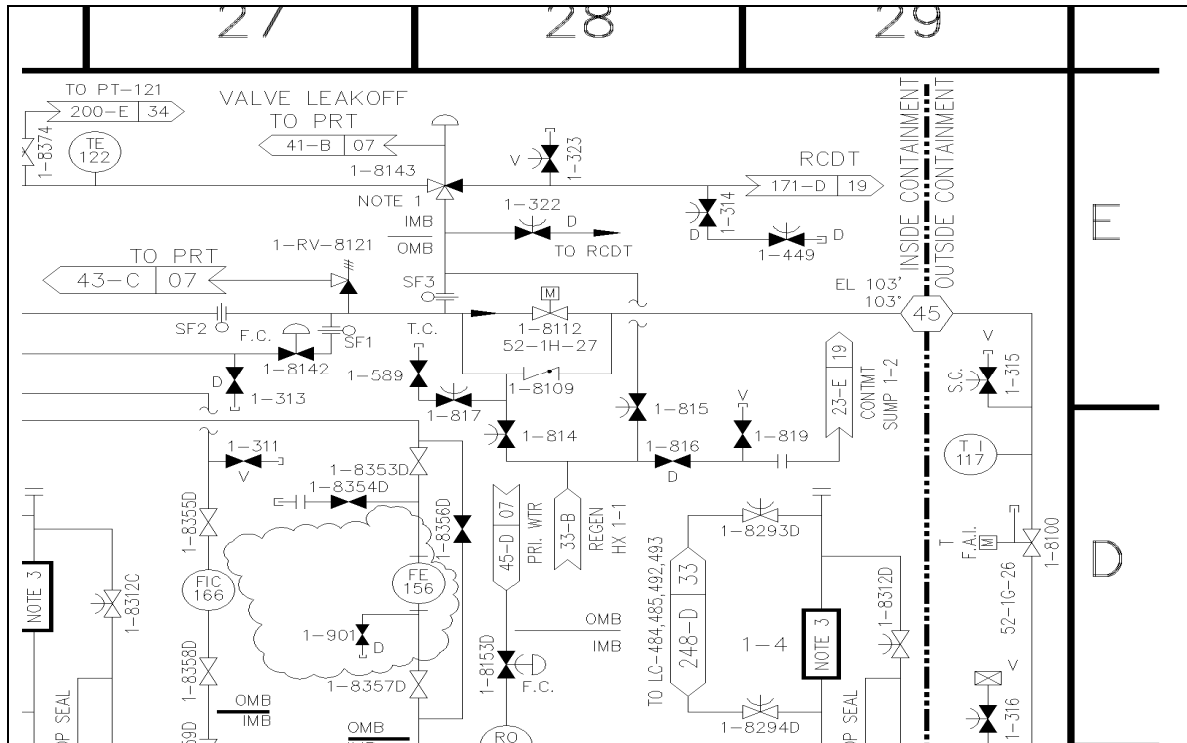 27 28 29
TO PT-121
200-E 34
VALVE LEAKOFF
TO PRT
41-B 07
TE
122
1-8374
1-8143
NOTE 1
V
1-323
RCDT
171-D 19
1-322
IMB
OMB
D
TO RCDT
1-314
D
D
1-449
INSIDE CONTAINMENT
OUTSIDE CONTAINMENT
E
TO PRT
43-C 07
1-RV-8121
SF3
M
EL 103'
103°
45
SF2
F.C.
SF1
T.C.
1-8112
52-1H-27
1-8142
1-589
1-8109
D
1-313
1-817
1-814
1-815
1-816
D
V
1-819
23-E 19
CONTMT
SUMP 1-2
V
S.C.
1-315
1-311
V
1-8353D
1-8354D
T I
117
1-8355D
1-8356D
45-D 07
PRI. WTR
33-B
REGEN
HX 1-1
1-8293D
T
F.A.I.
M
1-8100
52-1G-26
D
NOTE 3
1-8312C
FIC
166
FE
156
1-901
D
OMB
IMB
TO LC-484,485,492,493
248-D 33
1-4
NOTE 3
1-8312D
1-8358D
1-8357D
1-8153D
F.C.
1-8294D
V
1-316
OMB
IMB
OMB
OP SEAL
59D
RO
OP SEAL